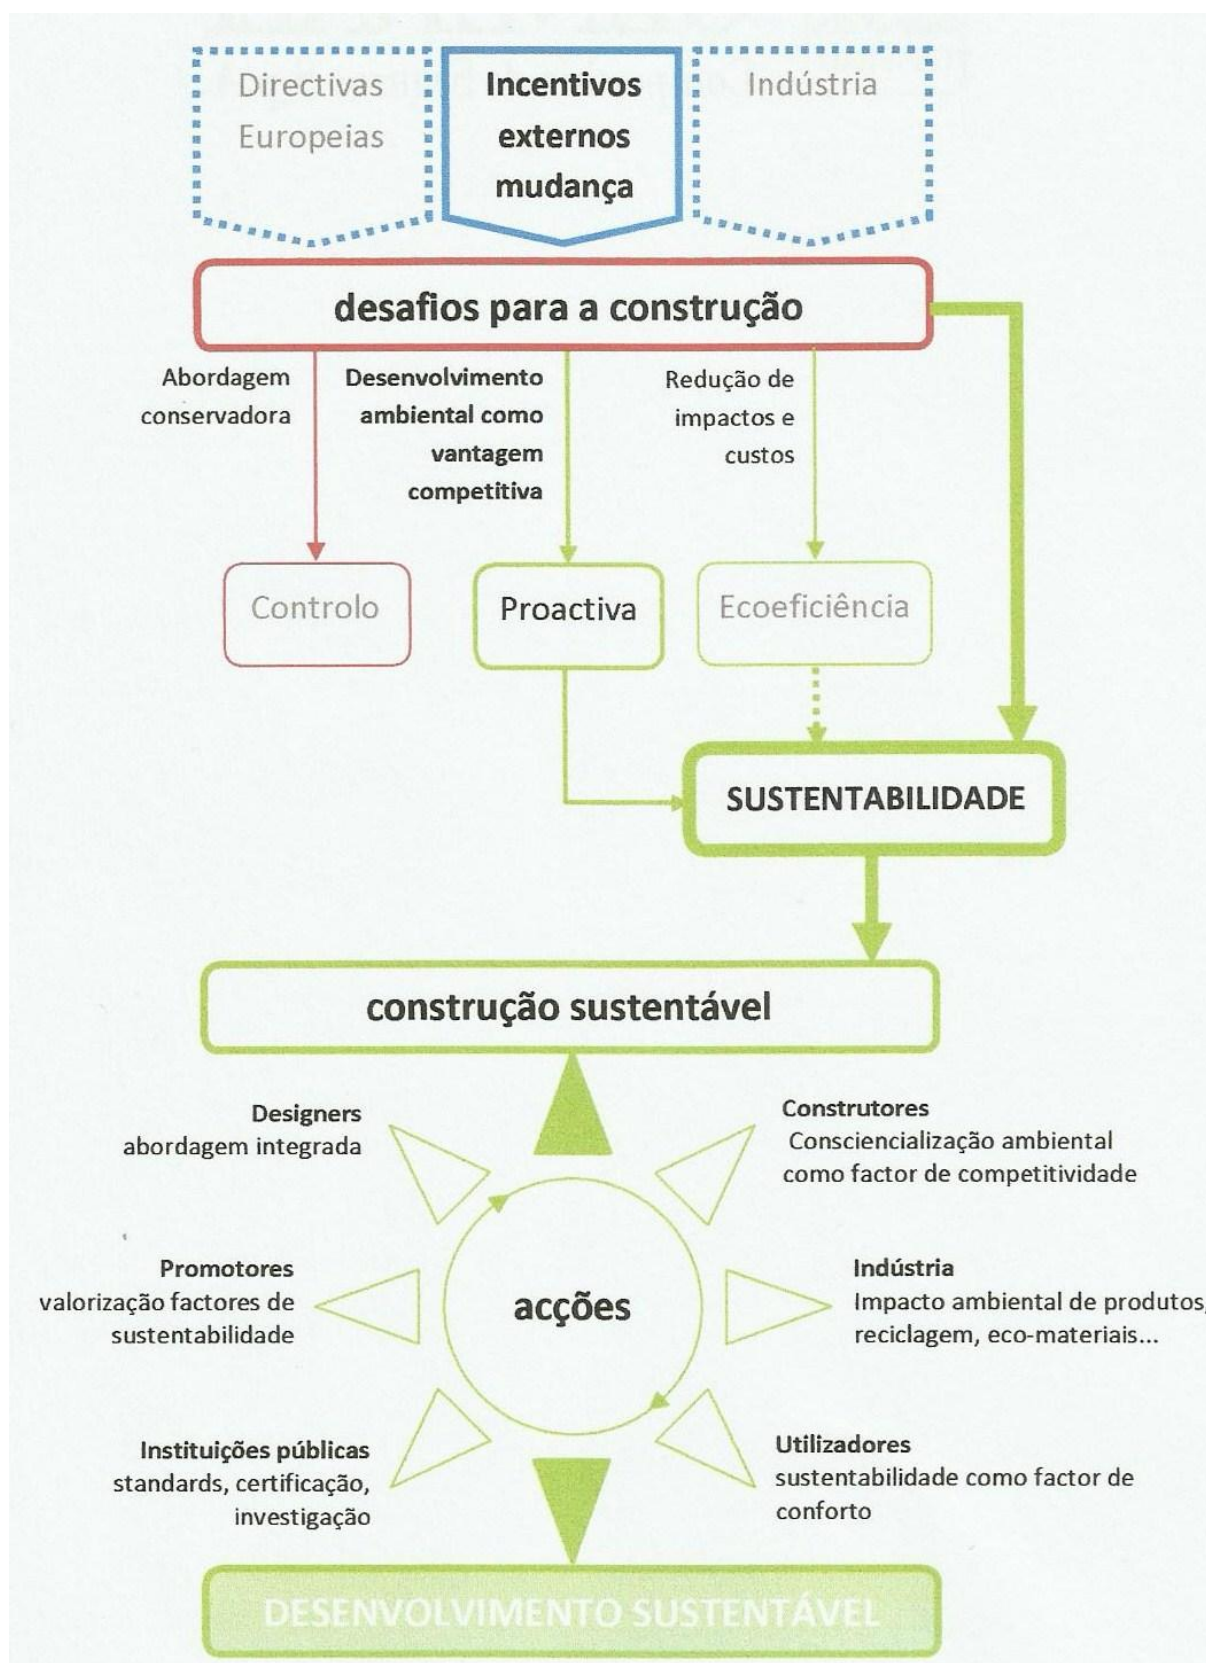 Directivas
Europeias
Incentivos
externos
mudança
Indústria
desafios para a construção
Abordagem
conservadora
Desenvolvimento
ambiental como
vantagem
competitiva
Redução de
impactos e
custos
Controlo
Proactiva
Ecoeficiência
SUSTENTABILIDADE
construção sustentável
Designers
abordagem integrada
Construtores
Consciencialização ambiental
como factor de competitividade
Promotores
valorização factores de
sustentabilidade
acções
Indústria
Impacto ambiental de produtos,
reciclagem, eco-materiais...
Instituições públicas
standards, certificação,
investigação
Utilizadores
sustentabilidade como factor de
conforto
DESENVOLVIMENTO SUSTENTÁVEL